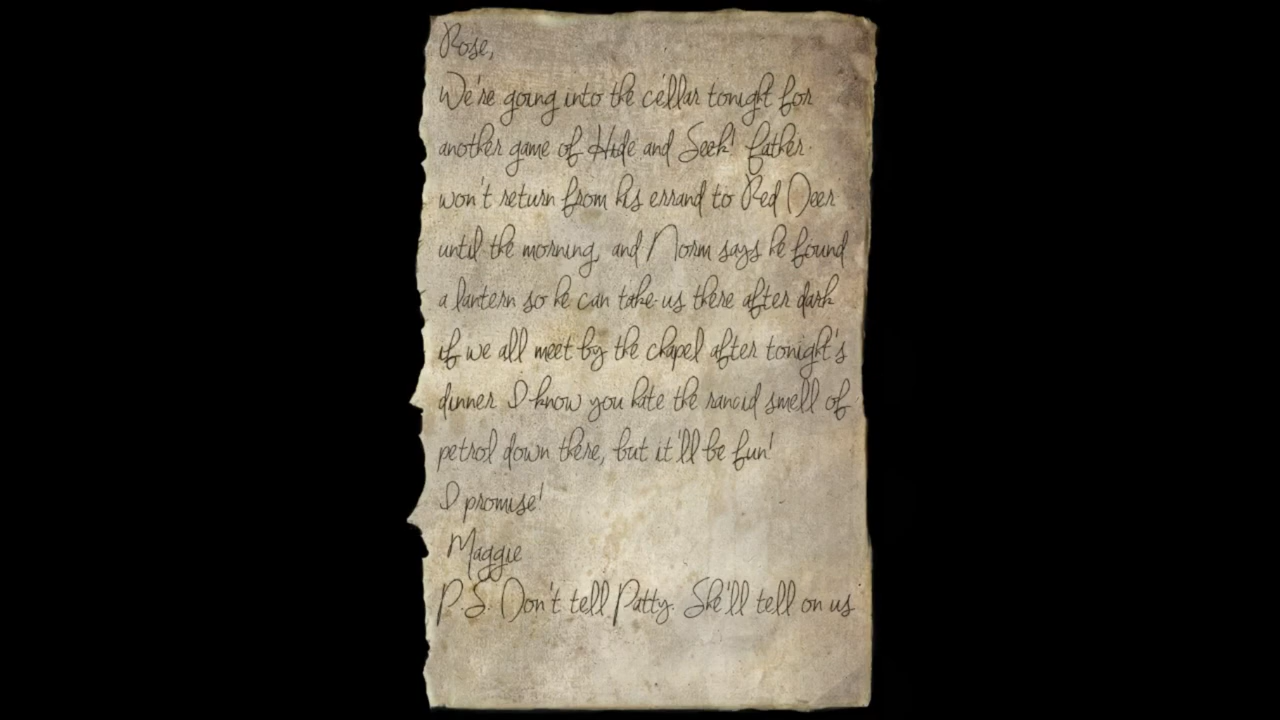 Rose,
We're going into the cellar tonight for
another game of Hide and Seek! Father
won't return from his errand to Red Deer
until the morning, and Norm says he found
a lantern so he can take us there after dark
if we all meet by the chapel after tonight's
dinner. I know you hate the rancid smell of
petrol down there, but it'll be fun!
I promise!
Maggie
P.S. Don't tell Patty. She'll tell on us